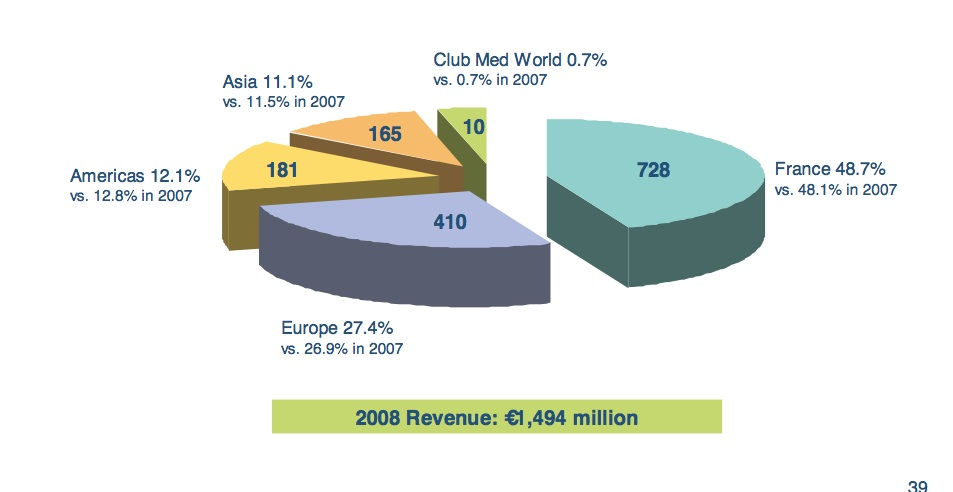 Club Med World 0.7%
vs. 0.7% in 2007
Asia 11.1%
vs. 11.5% in 2007
10
165
France 48.7%
vs. 48.1% in 2007
728
181
Americas 12.1%
vs. 12.8% in 2007
410
Europe 27.4%
vs. 26.9% in 2007
2008 Revenue: €1,494 million
39